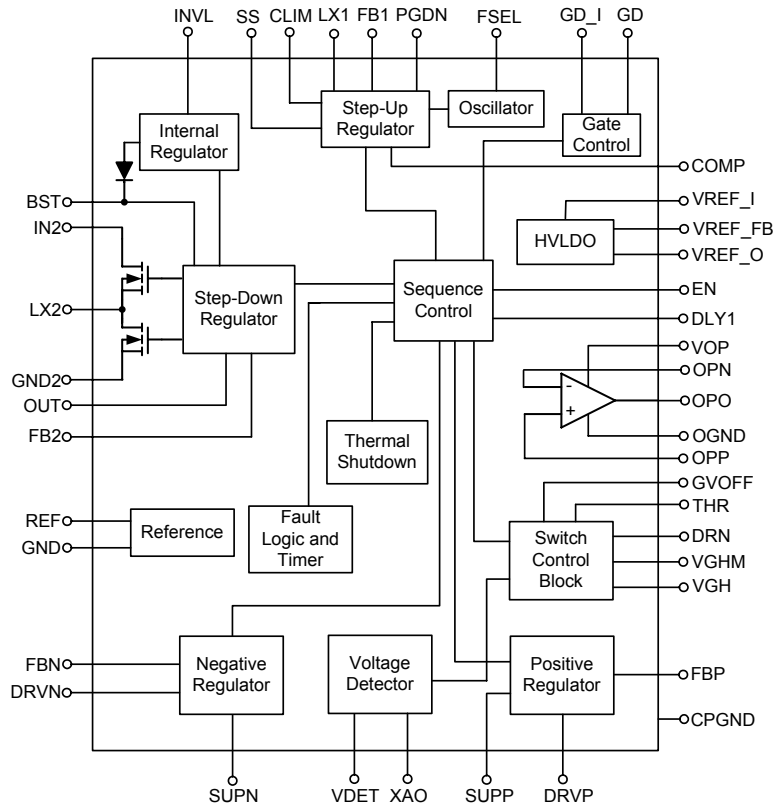 INVL
SS
CLIM
LX1
FB1
PGDN
FSEL
GD_I
GD
Internal
Regulator
Step-Up
Regulator
Oscillator
Gate
Control
COMP
BST
IN2
LX2
GND2
OUT
FB2
Step-Down
Regulator
Sequence
Control
HVLDO
VREF_I
VREF_FB
VREF_O
EN
DLY1
VOP
OPN
-
+
OPO
OGND
OPP
Thermal
Shutdown
GVOFF
THR
REF
GND
Reference
Fault
Logic and
Timer
Switch
Control
Block
DRN
VGHM
VGH
FBN
DRVN
Negative
Regulator
Voltage
Detector
Positive
Regulator
FBP
CPGND
SUPN
VDET
XAO
SUPP
DRVP